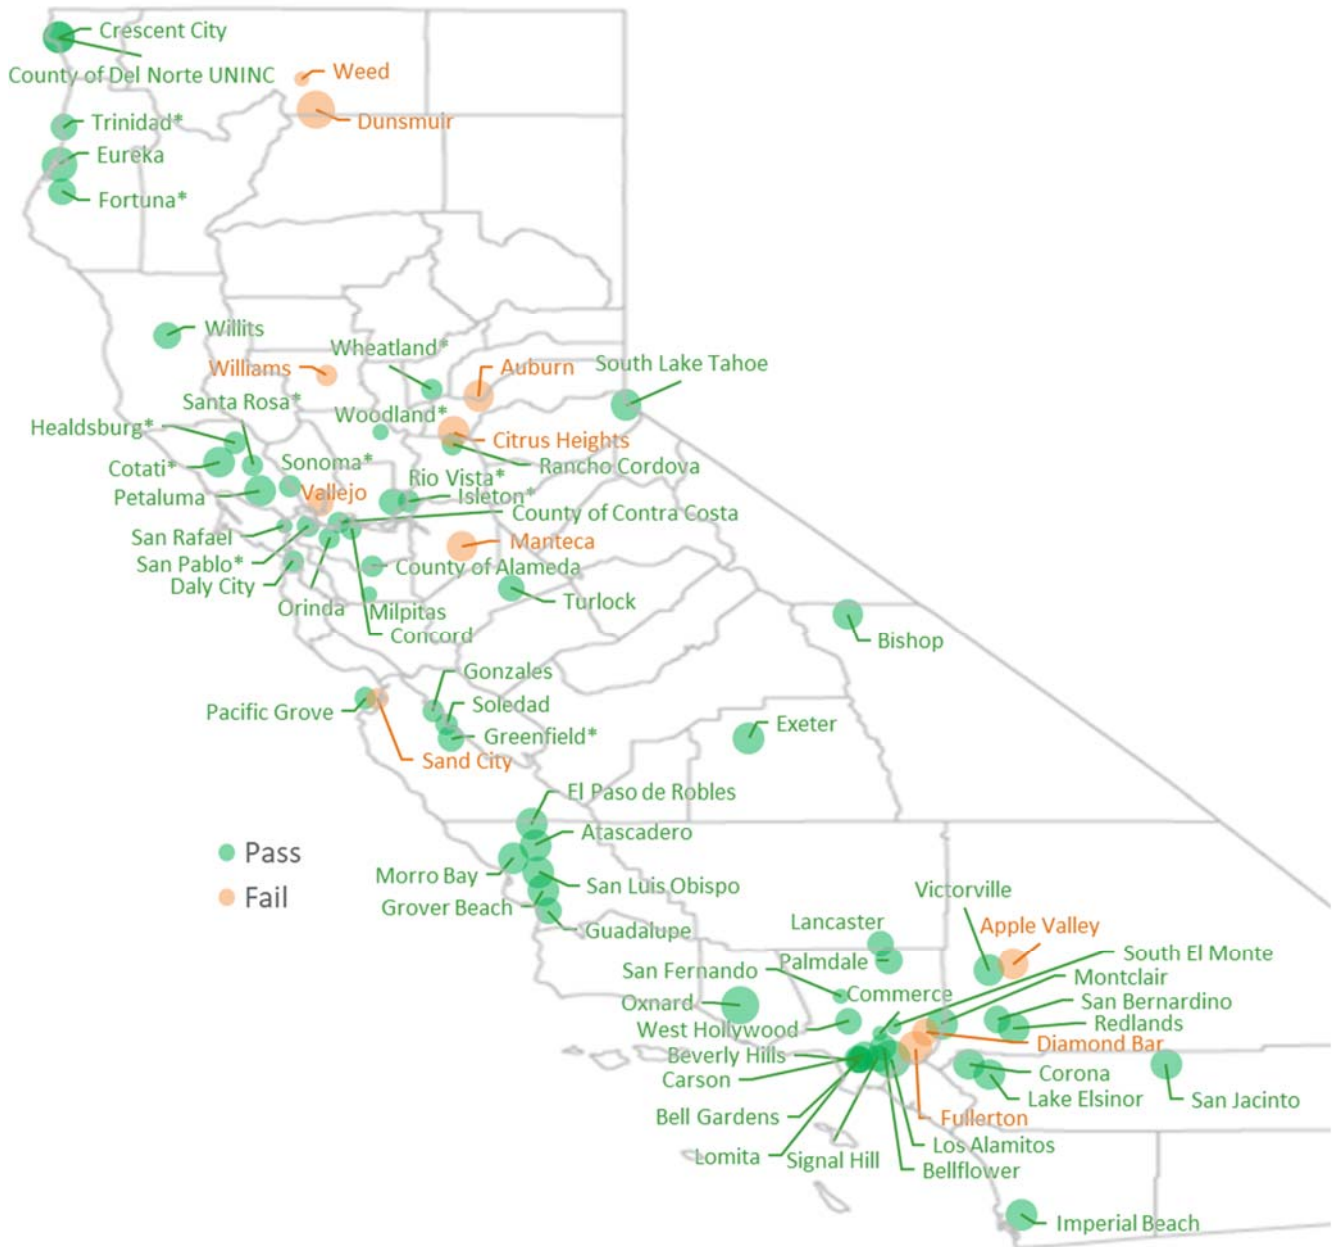 Crescent City
County of Del Norte UNINC
Weed
Dunsmuir
Trinidad*
Eureka
Fortuna*
Willits
Wheatland*
Williams
Auburn
South Lake Tahoe
Santa Rosa*
Woodland*
Healdsburg*
Citrus Heights
Cotati*
Sonoma*
Rancho Cordova
Rio Vista*
Petaluma
Vallejo
Isleton*
County of Contra Costa
San Rafael
Manteca
San Pablo*
County of Alameda
Daly City
Orinda
Milpitas
Turlock
Concord
Bishop
Gonzales
Pacific Grove
Soledad
Greenfield*
Exeter
Sand City
El Paso de Robles
Atascadero
Pass
Morro Bay
San Luis Obispo
Fail
Grover Beach
Guadalupe
Victorville
Lancaster
Apple Valley
Palmdale
South El Monte
San Fernando
Montclair
Commerce
Oxnard
San Bernardino
West Hollywood
Redlands
Diamond Bar
Beverly Hills
Carson
Corona
Lake Elsinor
San Jacinto
Bell Gardens
Fullerton
Lomita
Signal Hill
Los Alamitos
Bellflower
Imperial Beach